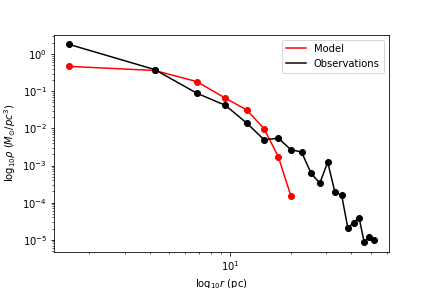 Model
Observations
10⁰
10⁻¹
10⁻²
10⁻³
10⁻⁴
10⁻⁵
log₁₀ρ (M⊙/pc³)
10¹
log₁₀r (pc)